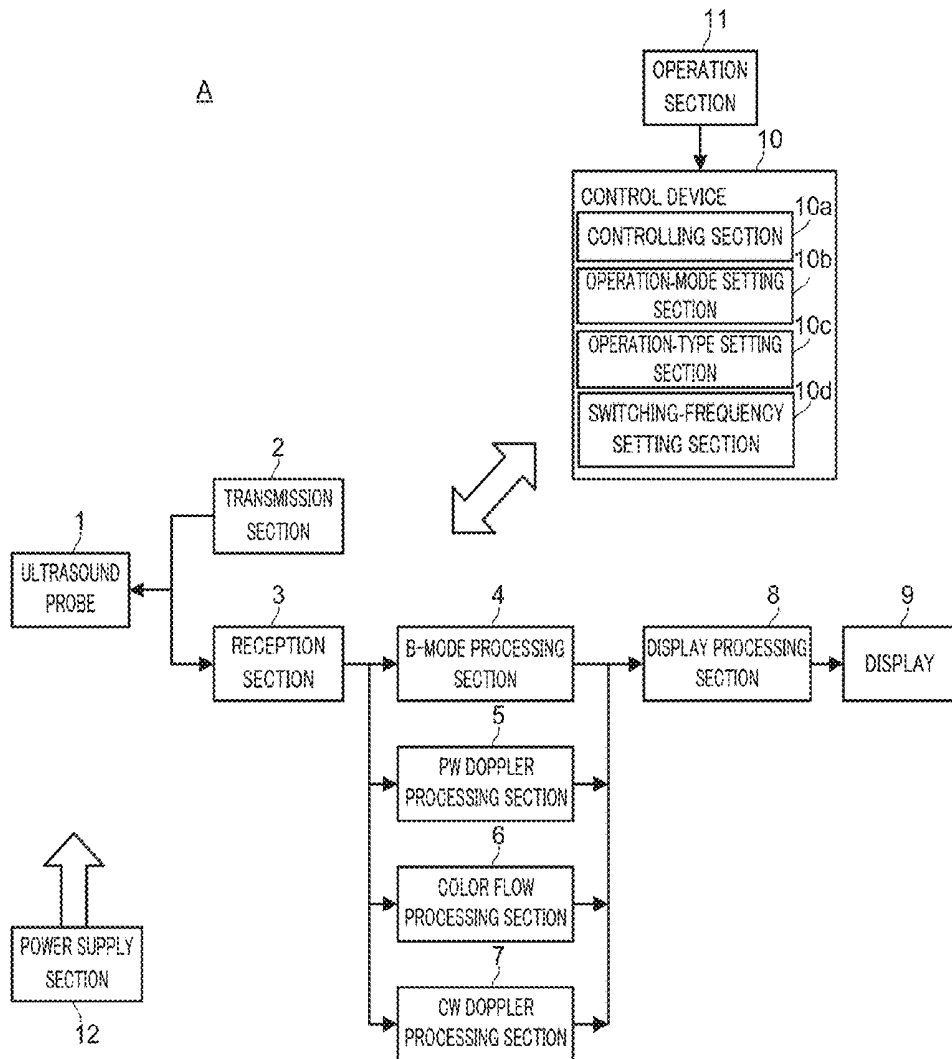 A
11
OPERATION
SECTION
10
CONTROL DEVICE
10a
CONTROLLING SECTION
10b
OPERATION-MODE SETTING
SECTION
10c
OPERATION-TYPE SETTING
SECTION
10d
SWITCHING-FREQUENCY
SETTING SECTION
2
TRANSMISSION
SECTION
1
ULTRASOUND
PROBE
3
RECEPTION
SECTION
4
B-MODE PROCESSING
SECTION
8
DISPLAY PROCESSING
SECTION
9
DISPLAY
5
PW DOPPLER
PROCESSING SECTION
6
COLOR FLOW
PROCESSING SECTION
7
CW DOPPLER
PROCESSING SECTION
POWER SUPPLY
SECTION
12